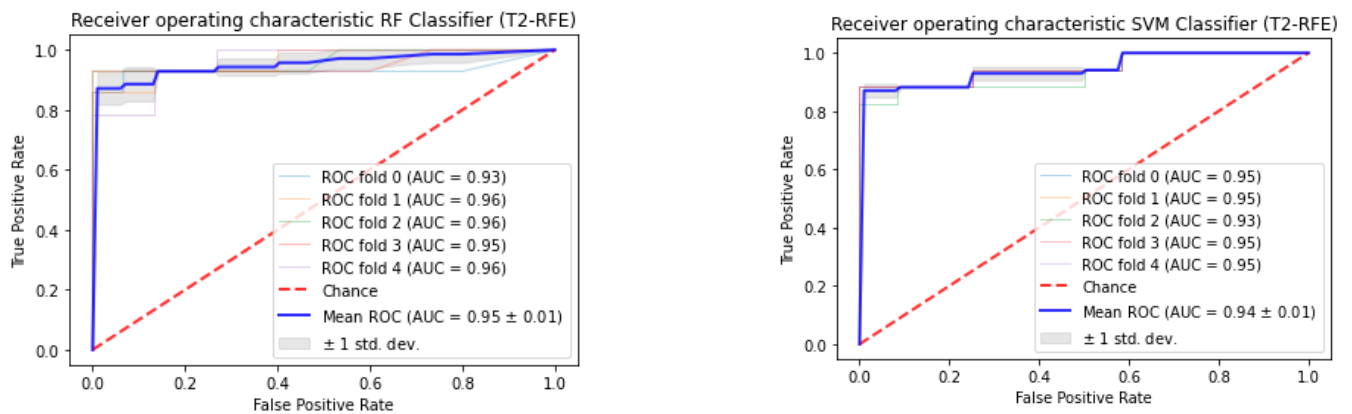 Receiver operating characteristic RF Classifier (T2-RFE)
1.0
0.8
0.6
0.4
0.2
0.0
True Positive Rate
ROC fold 0 (AUC = 0.93)
ROC fold 1 (AUC = 0.96)
ROC fold 2 (AUC = 0.96)
ROC fold 3 (AUC = 0.95)
ROC fold 4 (AUC = 0.96)
Chance
Mean ROC (AUC = 0.95 ± 0.01)
± 1 std. dev.
0.0 0.2 0.4 0.6 0.8 1.0
False Positive Rate
Receiver operating characteristic SVM Classifier (T2-RFE)
1.0
0.8
0.6
0.4
0.2
0.0
True Positive Rate
ROC fold 0 (AUC = 0.95)
ROC fold 1 (AUC = 0.95)
ROC fold 2 (AUC = 0.93)
ROC fold 3 (AUC = 0.95)
ROC fold 4 (AUC = 0.95)
Chance
Mean ROC (AUC = 0.94 ± 0.01)
± 1 std. dev.
0.0 0.2 0.4 0.6 0.8 1.0
False Positive Rate